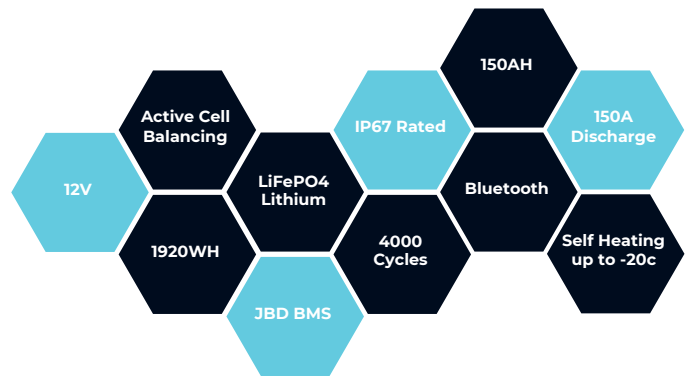 150AH
Active Cell
Balancing
IP67 Rated
150A
Discharge
12V
LiFePO4
Lithium
Bluetooth
1920WH
4000
Cycles
Self Heating
up to -20c
JBD BMS